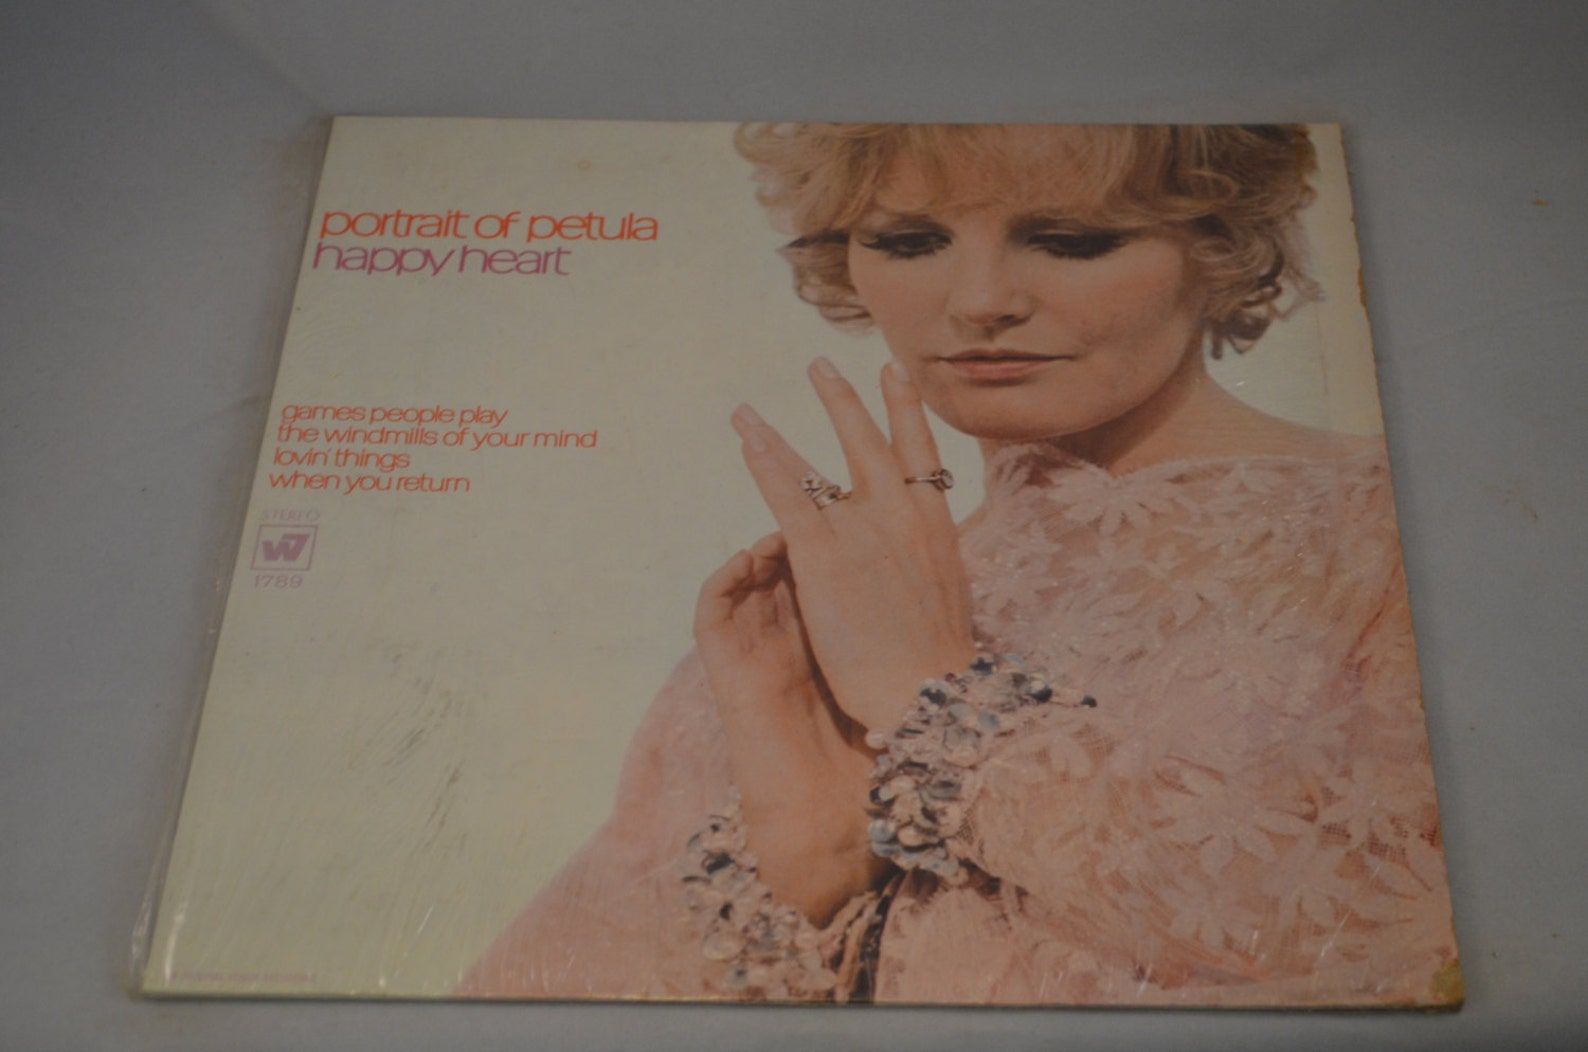 portrait of petula
happy heart
games people play
the windmills of your mind
lovin' things
when you return
STEREO
W7
1789